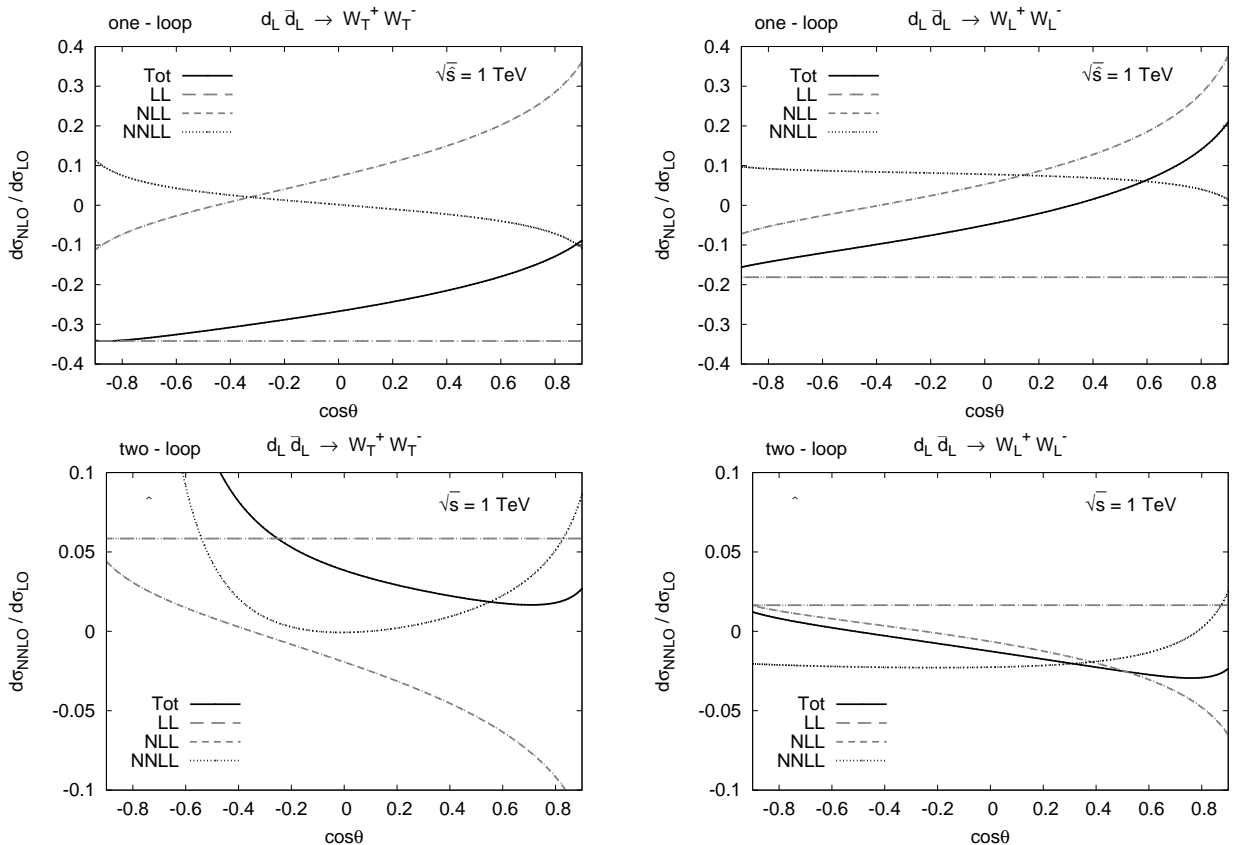 one - loop d_L d̄_L → W_T^+ W_T^-
√ŝ = 1 TeV
Tot
LL
NLL
NNLL
dσ_NLO / dσ_LO
0.4
0.3
0.2
0.1
0
-0.1
-0.2
-0.3
-0.4
-0.8 -0.6 -0.4 -0.2 0 0.2 0.4 0.6 0.8
cosθ
one - loop d_L d̄_L → W_L^+ W_L^-
√ŝ = 1 TeV
Tot
LL
NLL
NNLL
dσ_NLO / dσ_LO
0.4
0.3
0.2
0.1
0
-0.1
-0.2
-0.3
-0.4
-0.8 -0.6 -0.4 -0.2 0 0.2 0.4 0.6 0.8
cosθ
two - loop d_L d̄_L → W_T^+ W_T^-
ˆ √s = 1 TeV
dσ_NNLO / dσ_LO
0.1
0.05
0
-0.05
-0.1
Tot
LL
NLL
NNLL
-0.8 -0.6 -0.4 -0.2 0 0.2 0.4 0.6 0.8
cosθ
two - loop d_L d̄_L → W_L^+ W_L^-
ˆ √s = 1 TeV
dσ_NNLO / dσ_LO
0.1
0.05
0
-0.05
-0.1
Tot
LL
NLL
NNLL
-0.8 -0.6 -0.4 -0.2 0 0.2 0.4 0.6 0.8
cosθ